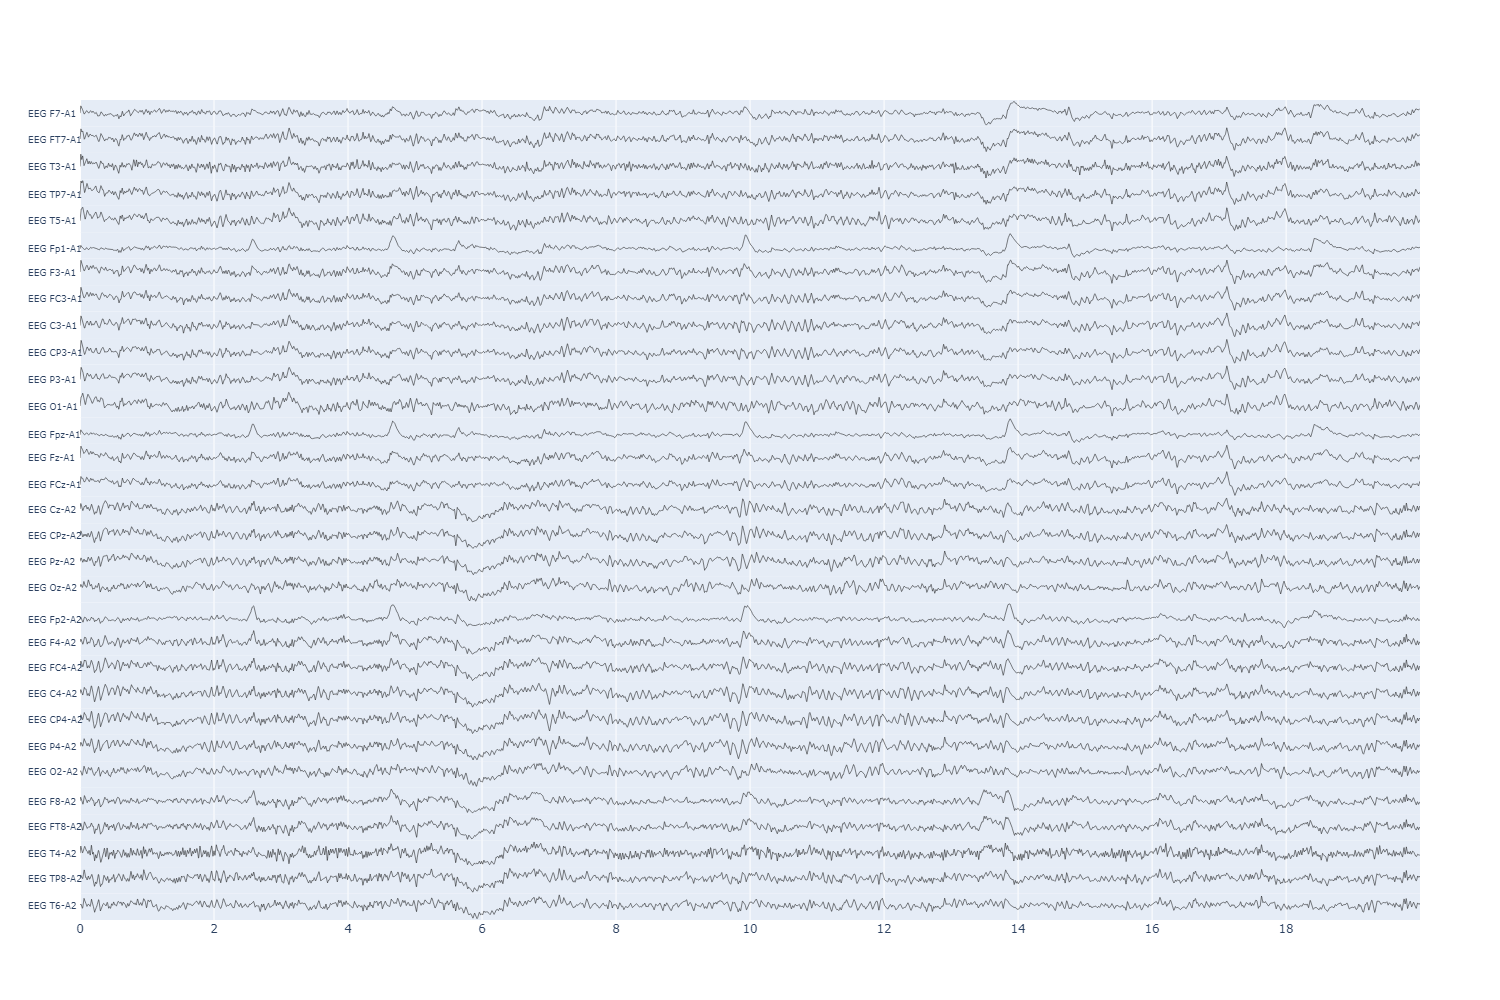 EEG F7-A1
EEG FT7-A1
EEG T3-A1
EEG TP7-A1
EEG T5-A1
EEG Fp1-A1
EEG F3-A1
EEG FC3-A1
EEG C3-A1
EEG CP3-A1
EEG P3-A1
EEG O1-A1
EEG Fpz-A1
EEG Fz-A1
EEG FCz-A1
EEG Cz-A2
EEG CPz-A2
EEG Pz-A2
EEG Oz-A2
EEG Fp2-A2
EEG F4-A2
EEG FC4-A2
EEG C4-A2
EEG CP4-A2
EEG P4-A2
EEG O2-A2
EEG F8-A2
EEG FT8-A2
EEG T4-A2
EEG TP8-A2
EEG T6-A2
0 2 4 6 8 10 12 14 16 18